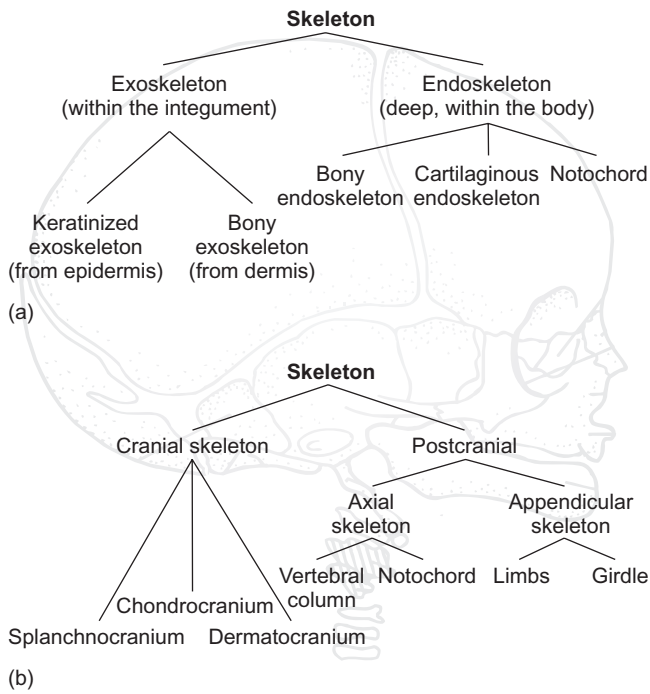 Skeleton
Exoskeleton
(within the integument)
Endoskeleton
(deep, within the body)
Keratinized
exoskeleton
(from epidermis)
Bony
exoskeleton
(from dermis)
Bony
endoskeleton
Cartilaginous
endoskeleton
Notochord
(a)
Skeleton
Cranial skeleton
Postcranial
Axial
skeleton
Appendicular
skeleton
Vertebral
column
Notochord
Limbs
Girdle
Chondrocranium
Splanchnocranium
Dermatocranium
(b)